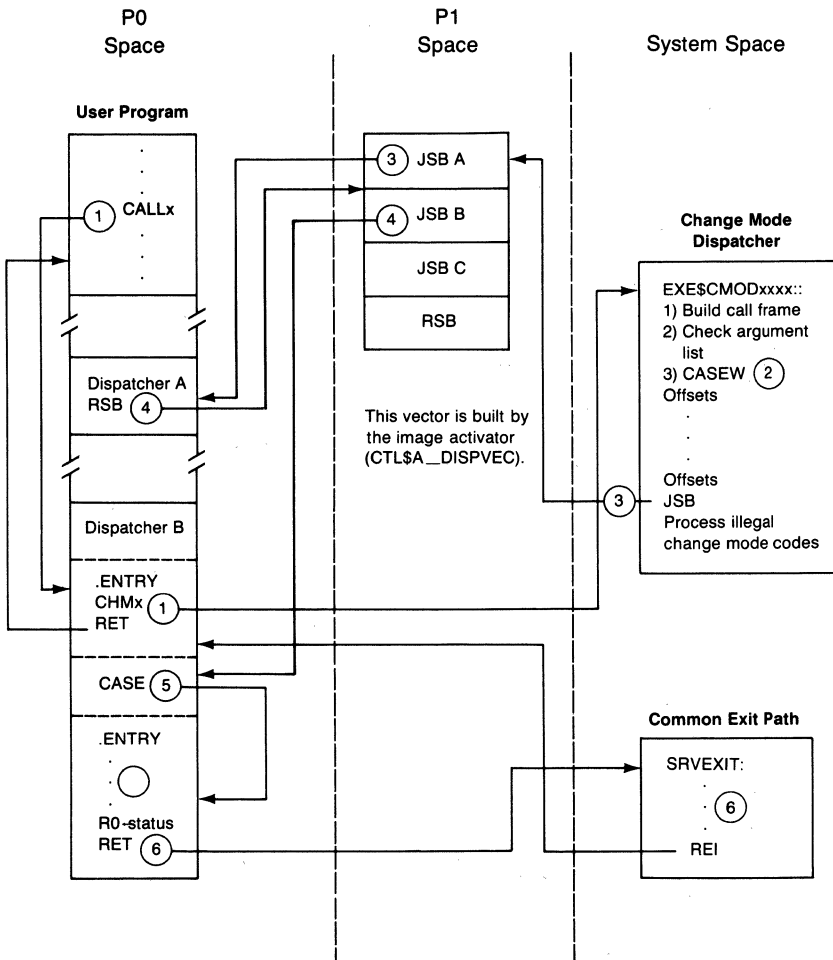 P0
Space
P1
Space
System Space
User Program
.
.
.
1 CALLx
.
.
.
Dispatcher A
RSB 4
Dispatcher B
.ENTRY
CHMx 1
RET
CASE 5
.ENTRY
.
.
.
R0-status
RET 6
3 JSB A
4 JSB B
JSB C
RSB
This vector is built by
the image activator
(CTL$A__DISPVEC).
Change Mode
Dispatcher
EXE$CMODxxxx::
1) Build call frame
2) Check argument
list
3) CASEW 2
Offsets
.
.
.
Offsets
3 JSB
Process illegal
change mode codes
Common Exit Path
SRVEXIT:
.
. 6
.
REI